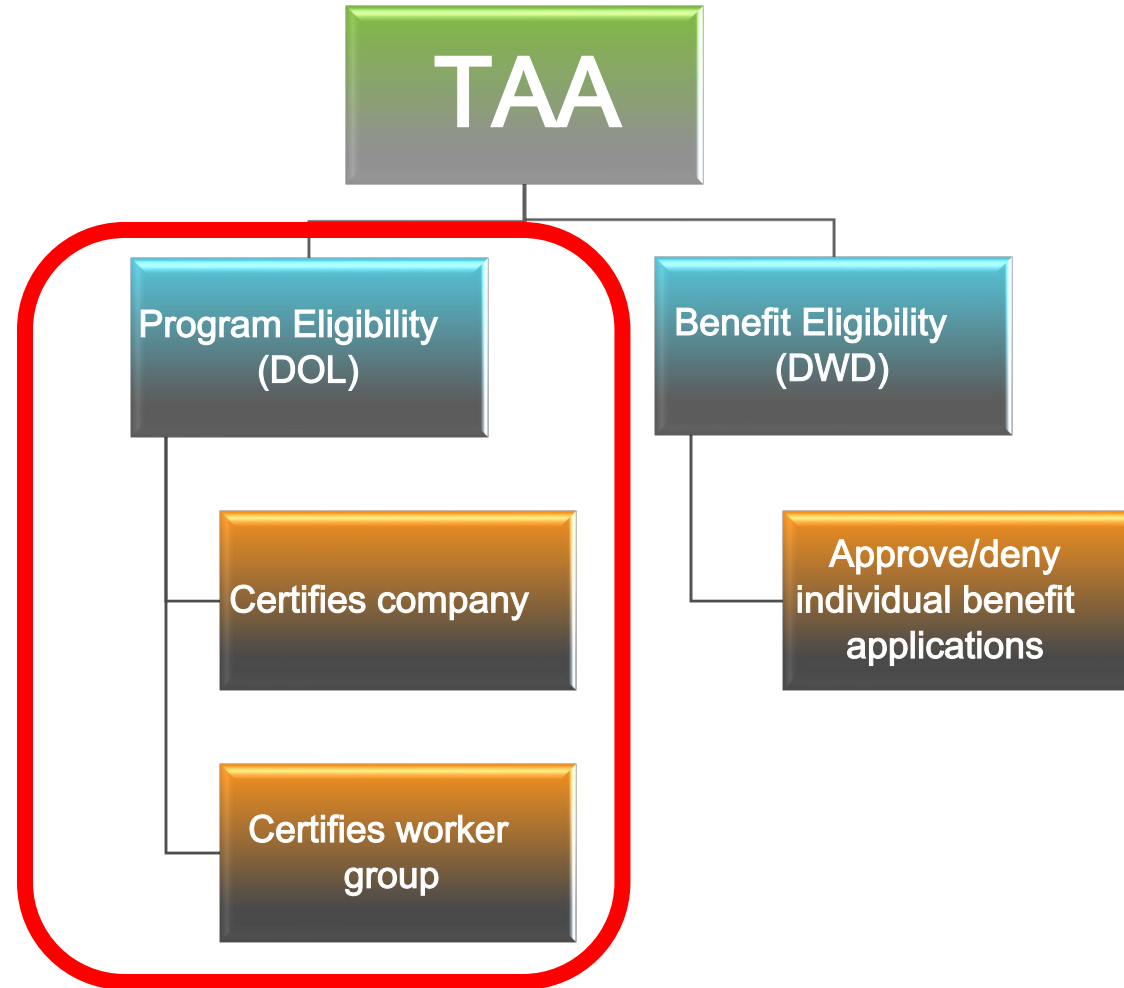 TAA
Program Eligibility
(DOL)
Benefit Eligibility
(DWD)
Certifies company
Approve/deny
individual benefit
applications
Certifies worker
group